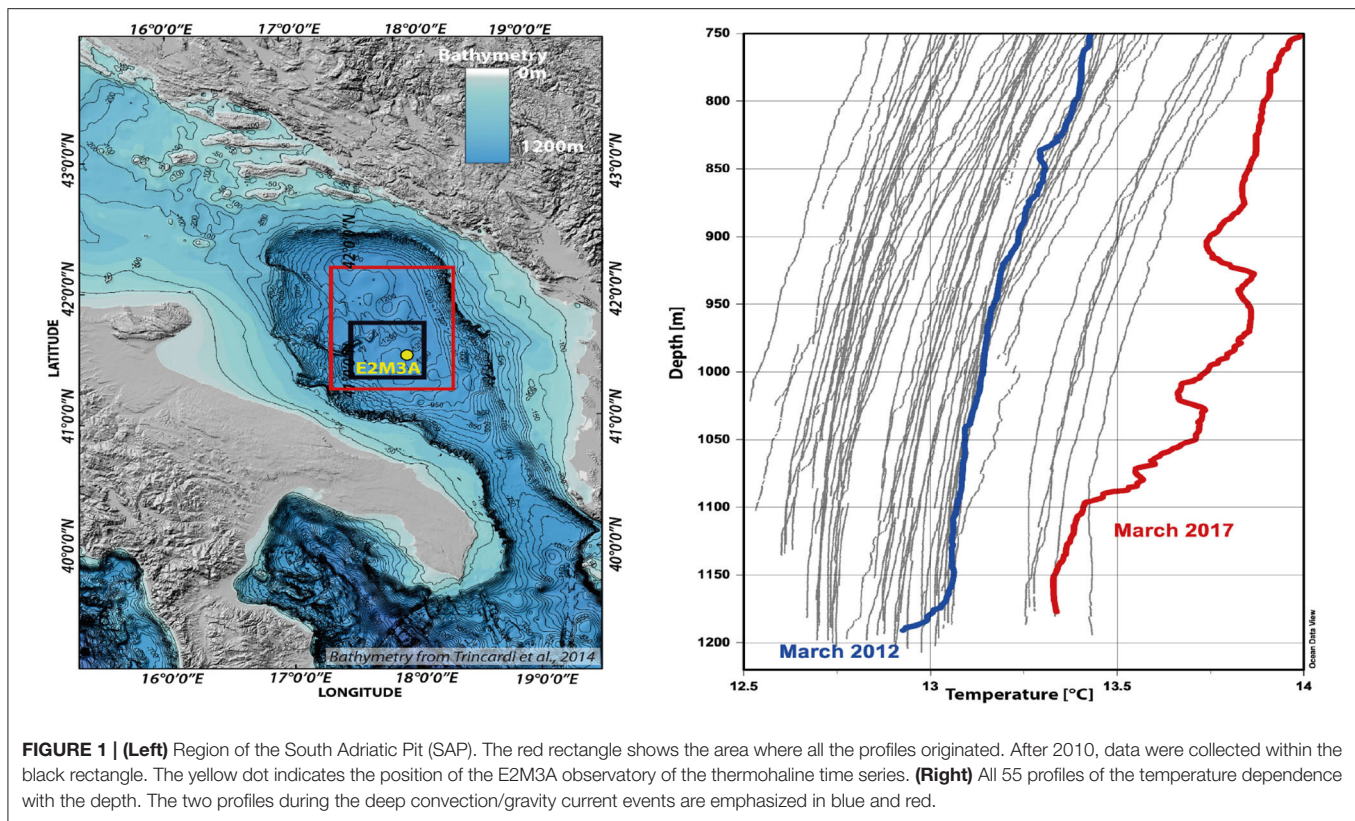 16°0'0"E 17°0'0"E 18°0'0"E 19°0'0"E
Bathymetry
0m
1200m
43°0'0"N
43°0'0"N
42°0'0"N
42°0'0"N
42°0'0"N
LATITUDE
E2M3A
41°0'0"N
41°0'0"N
40°0'0"N
40°0'0"N
Bathymetry from Trincardi et al., 2014
16°0'0"E 17°0'0"E 18°0'0"E 19°0'0"E
LONGITUDE
750
800
850
900
950
1000
1050
1100
1150
1200
Depth [m]
March 2017
March 2012
Ocean Data View
12.5 13 13.5 14
Temperature [°C]
FIGURE 1 | (Left) Region of the South Adriatic Pit (SAP). The red rectangle shows the area where all the profiles originated. After 2010, data were collected within the
black rectangle. The yellow dot indicates the position of the E2M3A observatory of the thermohaline time series. (Right) All 55 profiles of the temperature dependence
with the depth. The two profiles during the deep convection/gravity current events are emphasized in blue and red.